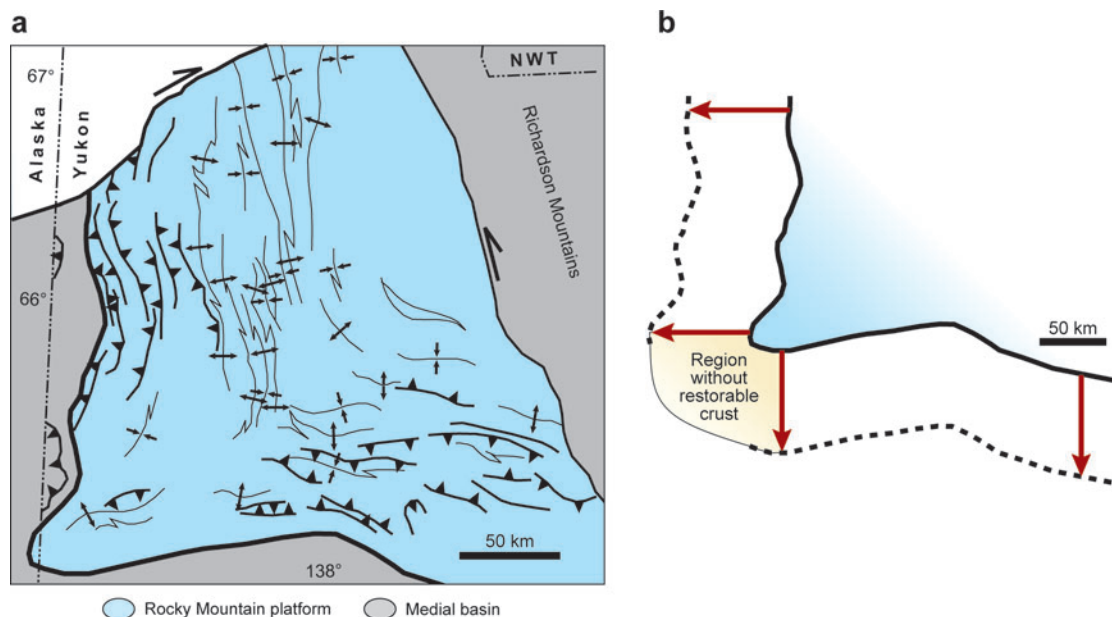 a
67°
Alaska
Yukon
NWT
Richardson Mountains
66°
50 km
138°
Rocky Mountain platform
Medial basin
b
50 km
Region
without
restorable
crust